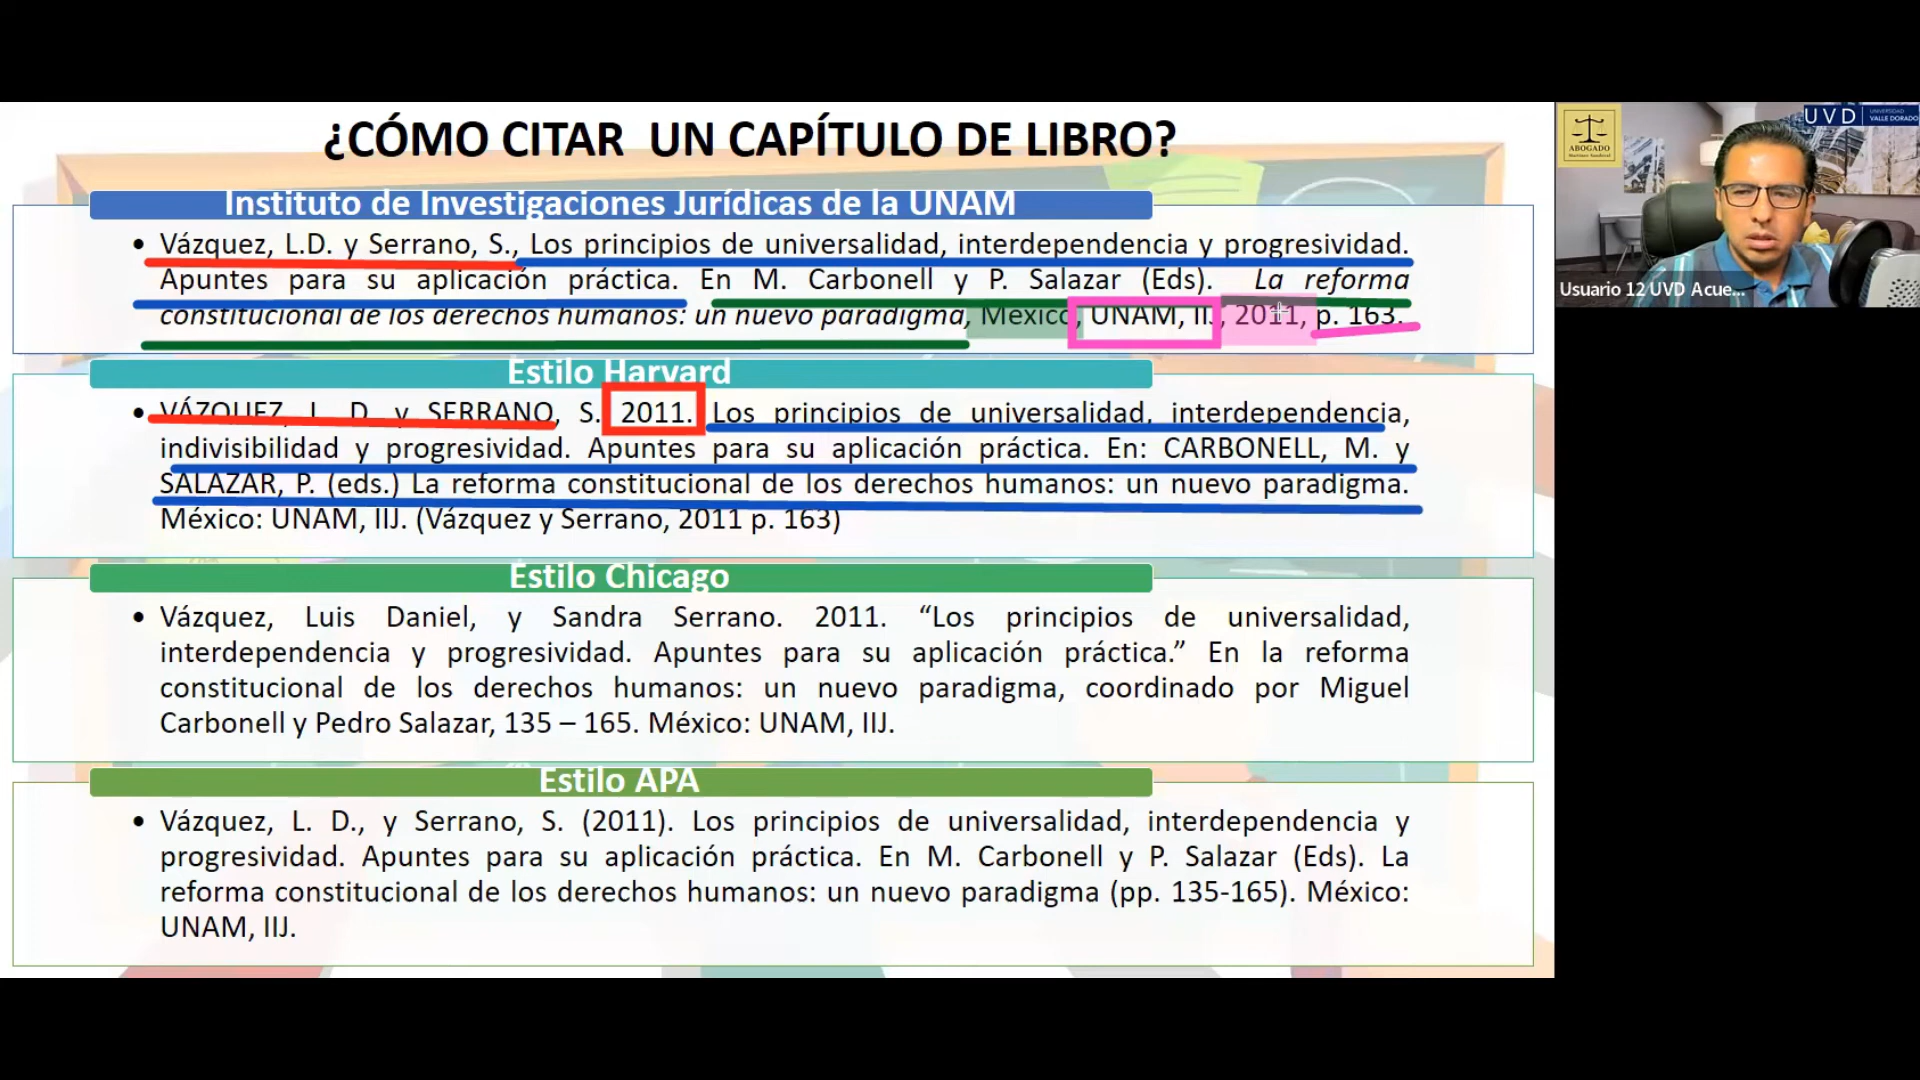 ¿CÓMO CITAR UN CAPÍTULO DE LIBRO?
Instituto de Investigaciones Jurídicas de la UNAM
• Vázquez, L.D. y Serrano, S., Los principios de universalidad, interdependencia y progresividad.
Apuntes para su aplicación práctica. En M. Carbonell y P. Salazar (Eds). La reforma
constitucional de los derechos humanos: un nuevo paradigma, México, UNAM, IIJ, 2011, p. 163.
Estilo Harvard
• VÁZQUEZ, L. D. y SERRANO, S. 2011. Los principios de universalidad, interdependencia,
indivisibilidad y progresividad. Apuntes para su aplicación práctica. En: CARBONELL, M. y
SALAZAR, P. (eds.) La reforma constitucional de los derechos humanos: un nuevo paradigma.
México: UNAM, IIJ. (Vázquez y Serrano, 2011 p. 163)
Estilo Chicago
• Vázquez, Luis Daniel, y Sandra Serrano. 2011. “Los principios de universalidad,
interdependencia y progresividad. Apuntes para su aplicación práctica.” En la reforma
constitucional de los derechos humanos: un nuevo paradigma, coordinado por Miguel
Carbonell y Pedro Salazar, 135 – 165. México: UNAM, IIJ.
Estilo APA
• Vázquez, L. D., y Serrano, S. (2011). Los principios de universalidad, interdependencia y
progresividad. Apuntes para su aplicación práctica. En M. Carbonell y P. Salazar (Eds). La
reforma constitucional de los derechos humanos: un nuevo paradigma (pp. 135-165). México:
UNAM, IIJ.
ABOGADO
UVD
UNIVERSIDAD
VALLE DORADO
Usuario 12 UVD Acue...